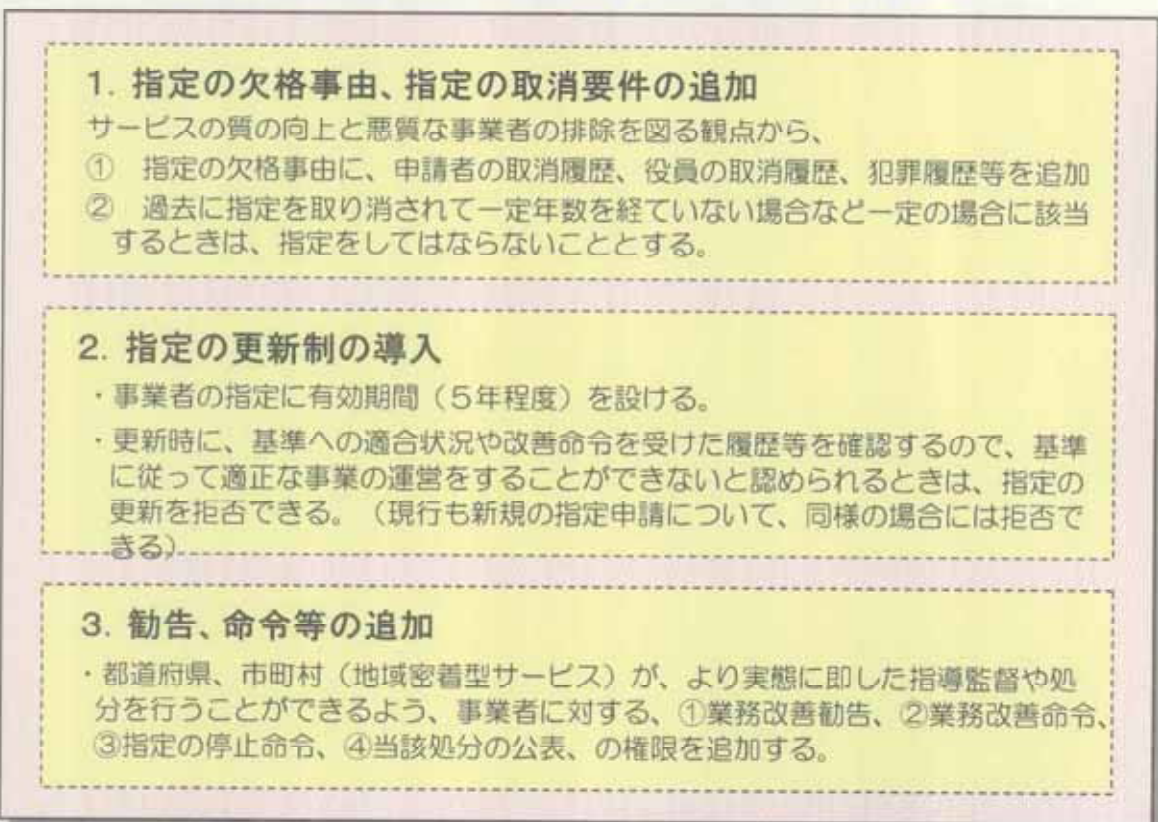 1. 指定の欠格事由、指定の取消要件の追加
サービスの質の向上と悪質な事業者の排除を図る観点から、
① 指定の欠格事由に、申請者の取消履歴、役員の取消履歴、犯罪履歴等を追加
② 過去に指定を取り消されて一定年数を経ていない場合など一定の場合に該当
するときは、指定をしてはならないこととする。
2. 指定の更新制の導入
・事業者の指定に有効期間（5年程度）を設ける。
・更新時に、基準への適合状況や改善命令を受けた履歴等を確認するので、基準
に従って適正な事業の運営をすることができないと認められるときは、指定の
更新を拒否できる。（現行も新規の指定申請について、同様の場合には拒否で
きる）
3. 勧告、命令等の追加
・都道府県、市町村（地域密着型サービス）が、より実態に即した指導監督や処
分を行うことができるよう、事業者に対する、①業務改善勧告、②業務改善命令、
③指定の停止命令、④当該処分の公表、の権限を追加する。